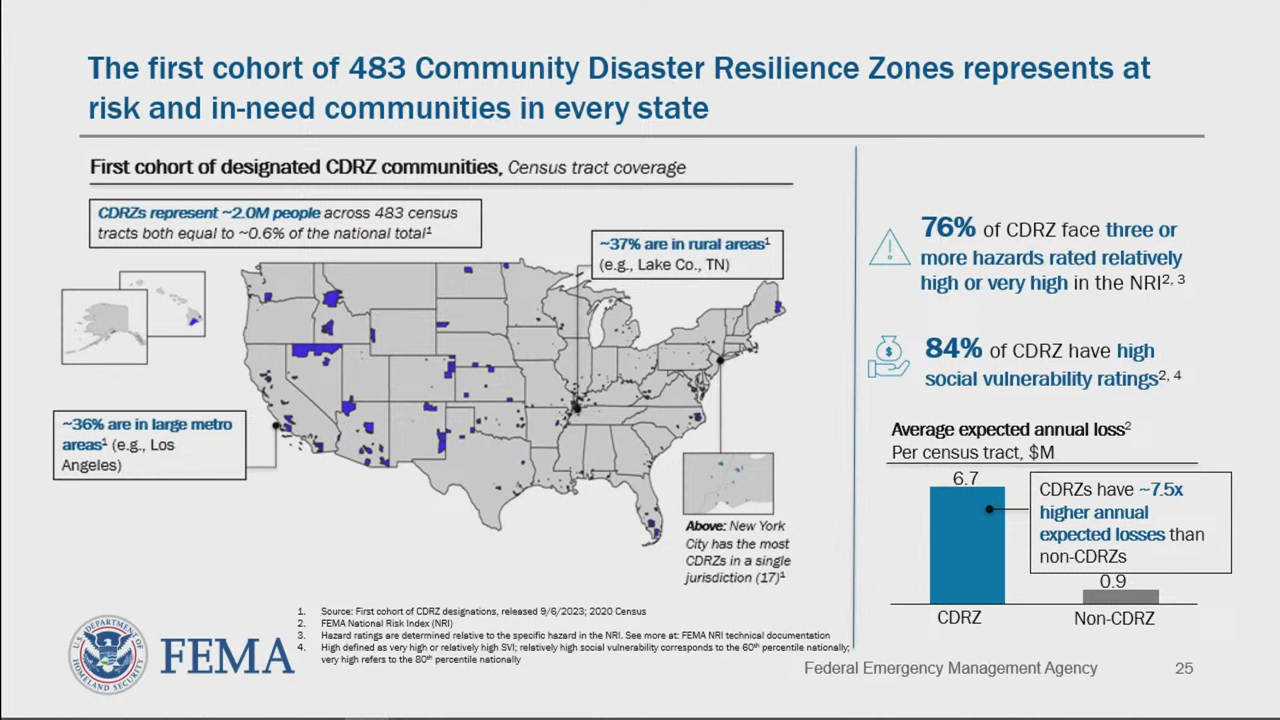 The first cohort of 483 Community Disaster Resilience Zones represents at
risk and in-need communities in every state
First cohort of designated CDRZ communities, Census tract coverage
CDRZs represent ~2.0M people across 483 census
tracts both equal to ~0.6% of the national total¹
~37% are in rural areas¹
(e.g., Lake Co., TN)
~36% are in large metro
areas¹ (e.g., Los
Angeles)
Above: New York
City has the most
CDRZs in a single
jurisdiction (17)¹
76% of CDRZ face three or
more hazards rated relatively
high or very high in the NRI², ³
84% of CDRZ have high
social vulnerability ratings², ⁴
Average expected annual loss²
Per census tract, $M
6.7
CDRZs have ~7.5x
higher annual
expected losses than
non-CDRZs
0.9
CDRZ
Non-CDRZ
1. Source: First cohort of CDRZ designations, released 9/6/2023; 2020 Census
2. FEMA National Risk Index (NRI)
3. Hazard ratings are determined relative to the specific hazard in the NRI. See more at: FEMA NRI technical documentation
4. High defined as very high or relatively high SVI; relatively high social vulnerability corresponds to the 60th percentile nationally;
very high refers to the 80th percentile nationally
U.S. DEPARTMENT OF
HOMELAND SECURITY
FEMA
Federal Emergency Management Agency
25